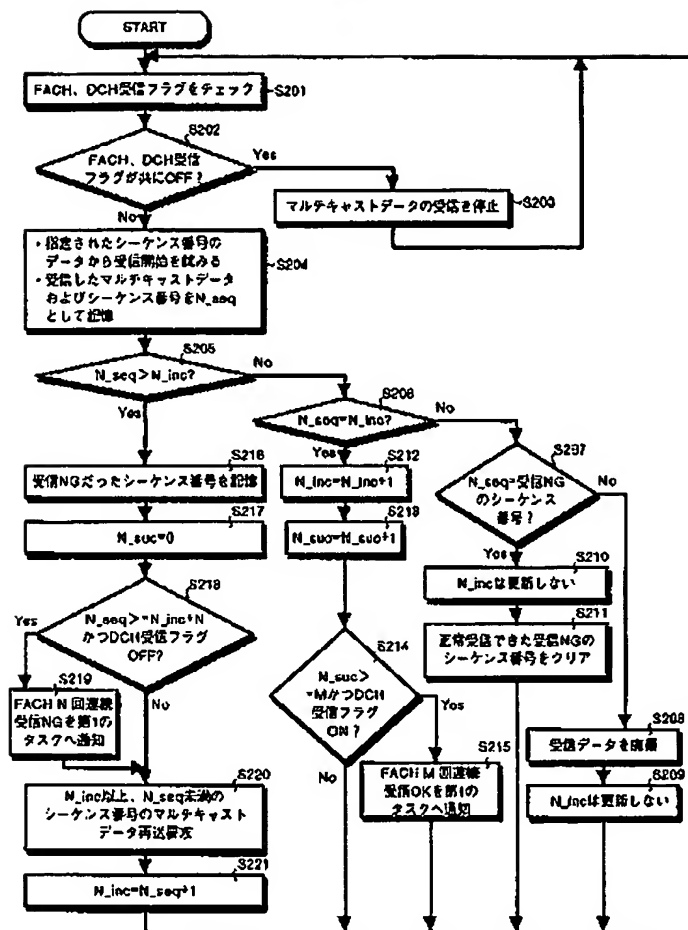 START
FACH、DCH受信フラグをチェック
S201
S202
FACH、DCH受信
フラグが共にOFF?
Yes
No
マルチキャストデータの受信を停止
S203
・指定されたシーケンス番号の
データから受信開始を試みる
・受信したマルチキャストデータ
およびシーケンス番号をN_seq
として記憶
S204
S205
N_seq>N_inc?
No
Yes
S206
N_seq=N_inc?
No
Yes
S207
N_seq=受信NG
のシーケンス
番号?
No
Yes
S216
受信NGだったシーケンス番号を記憶
S217
N_suc=0
S212
N_inc=N_inc+1
S213
N_suc=N_suc+1
S210
N_incは更新しない
S211
正常受信できた受信NGの
シーケンス番号をクリア
S218
N_seq>=N_inc+N
かつDCH受信フラグ
OFF?
Yes
No
S219
FACH N 回連続
受信NGを第1の
タスクへ通知
S214
N_suc>
=MかつDCH
受信フラグ
ON?
Yes
No
S215
FACH M 回連続
受信OKを第1の
タスクへ通知
S208
受信データを廃棄
S209
N_incは更新しない
S220
N_inc以上、N_seq未満の
シーケンス番号のマルチキャスト
データ再送要求
S221
N_inc=N_seq+1